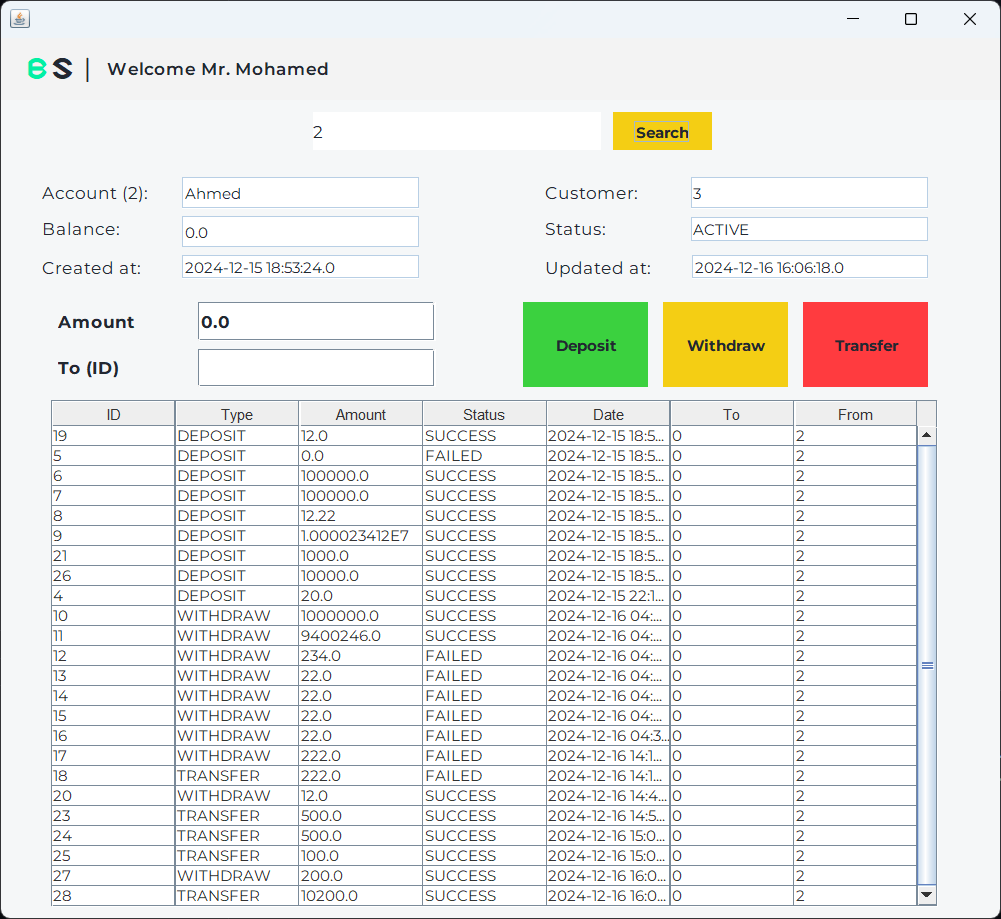 BS | Welcome Mr. Mohamed
2 Search
Account (2): Ahmed Customer: 3
Balance: 0.0 Status: ACTIVE
Created at: 2024-12-15 18:53:24.0 Updated at: 2024-12-16 16:06:18.0
Amount 0.0
To (ID)
Deposit Withdraw Transfer
ID Type Amount Status Date To From
19 DEPOSIT 12.0 SUCCESS 2024-12-15 18:5... 0 2
5 DEPOSIT 0.0 FAILED 2024-12-15 18:5... 0 2
6 DEPOSIT 100000.0 SUCCESS 2024-12-15 18:5... 0 2
7 DEPOSIT 100000.0 SUCCESS 2024-12-15 18:5... 0 2
8 DEPOSIT 12.22 SUCCESS 2024-12-15 18:5... 0 2
9 DEPOSIT 1.000023412E7 SUCCESS 2024-12-15 18:5... 0 2
21 DEPOSIT 1000.0 SUCCESS 2024-12-15 18:5... 0 2
26 DEPOSIT 10000.0 SUCCESS 2024-12-15 18:5... 0 2
4 DEPOSIT 20.0 SUCCESS 2024-12-15 22:1... 0 2
10 WITHDRAW 1000000.0 SUCCESS 2024-12-16 04:... 0 2
11 WITHDRAW 9400246.0 SUCCESS 2024-12-16 04:... 0 2
12 WITHDRAW 234.0 FAILED 2024-12-16 04:... 0 2
13 WITHDRAW 22.0 FAILED 2024-12-16 04:... 0 2
14 WITHDRAW 22.0 FAILED 2024-12-16 04:... 0 2
15 WITHDRAW 22.0 FAILED 2024-12-16 04:... 0 2
16 WITHDRAW 22.0 FAILED 2024-12-16 04:3... 0 2
17 WITHDRAW 222.0 FAILED 2024-12-16 14:1... 0 2
18 TRANSFER 222.0 FAILED 2024-12-16 14:1... 0 2
20 WITHDRAW 12.0 SUCCESS 2024-12-16 14:4... 0 2
23 TRANSFER 500.0 SUCCESS 2024-12-16 14:5... 0 2
24 TRANSFER 500.0 SUCCESS 2024-12-16 15:0... 0 2
25 TRANSFER 100.0 SUCCESS 2024-12-16 15:0... 0 2
27 WITHDRAW 200.0 SUCCESS 2024-12-16 16:0... 0 2
28 TRANSFER 10200.0 SUCCESS 2024-12-16 16:0... 0 2